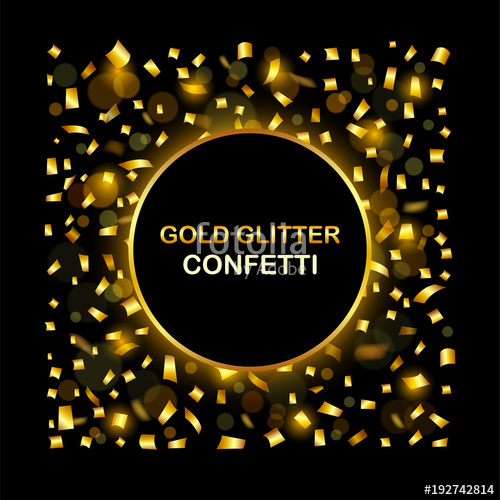 GOLD GLITTER
fotolia
CONFETTI
by Adobe
#192742814